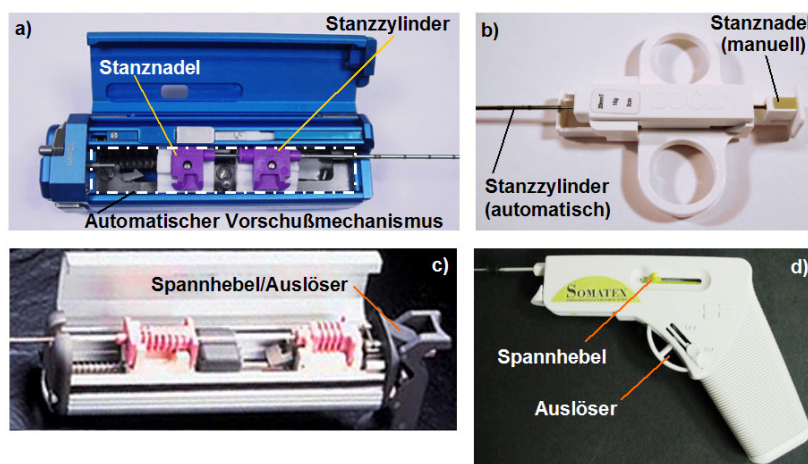 a)
Stanzzylinder
Stanznadel
Automatischer Vorschußmechanismus
b)
Stanznadel
(manuell)
Stanzzylinder
(automatisch)
c)
Spannhebel/Auslöser
d)
SOMATEX
Spannhebel
Auslöser